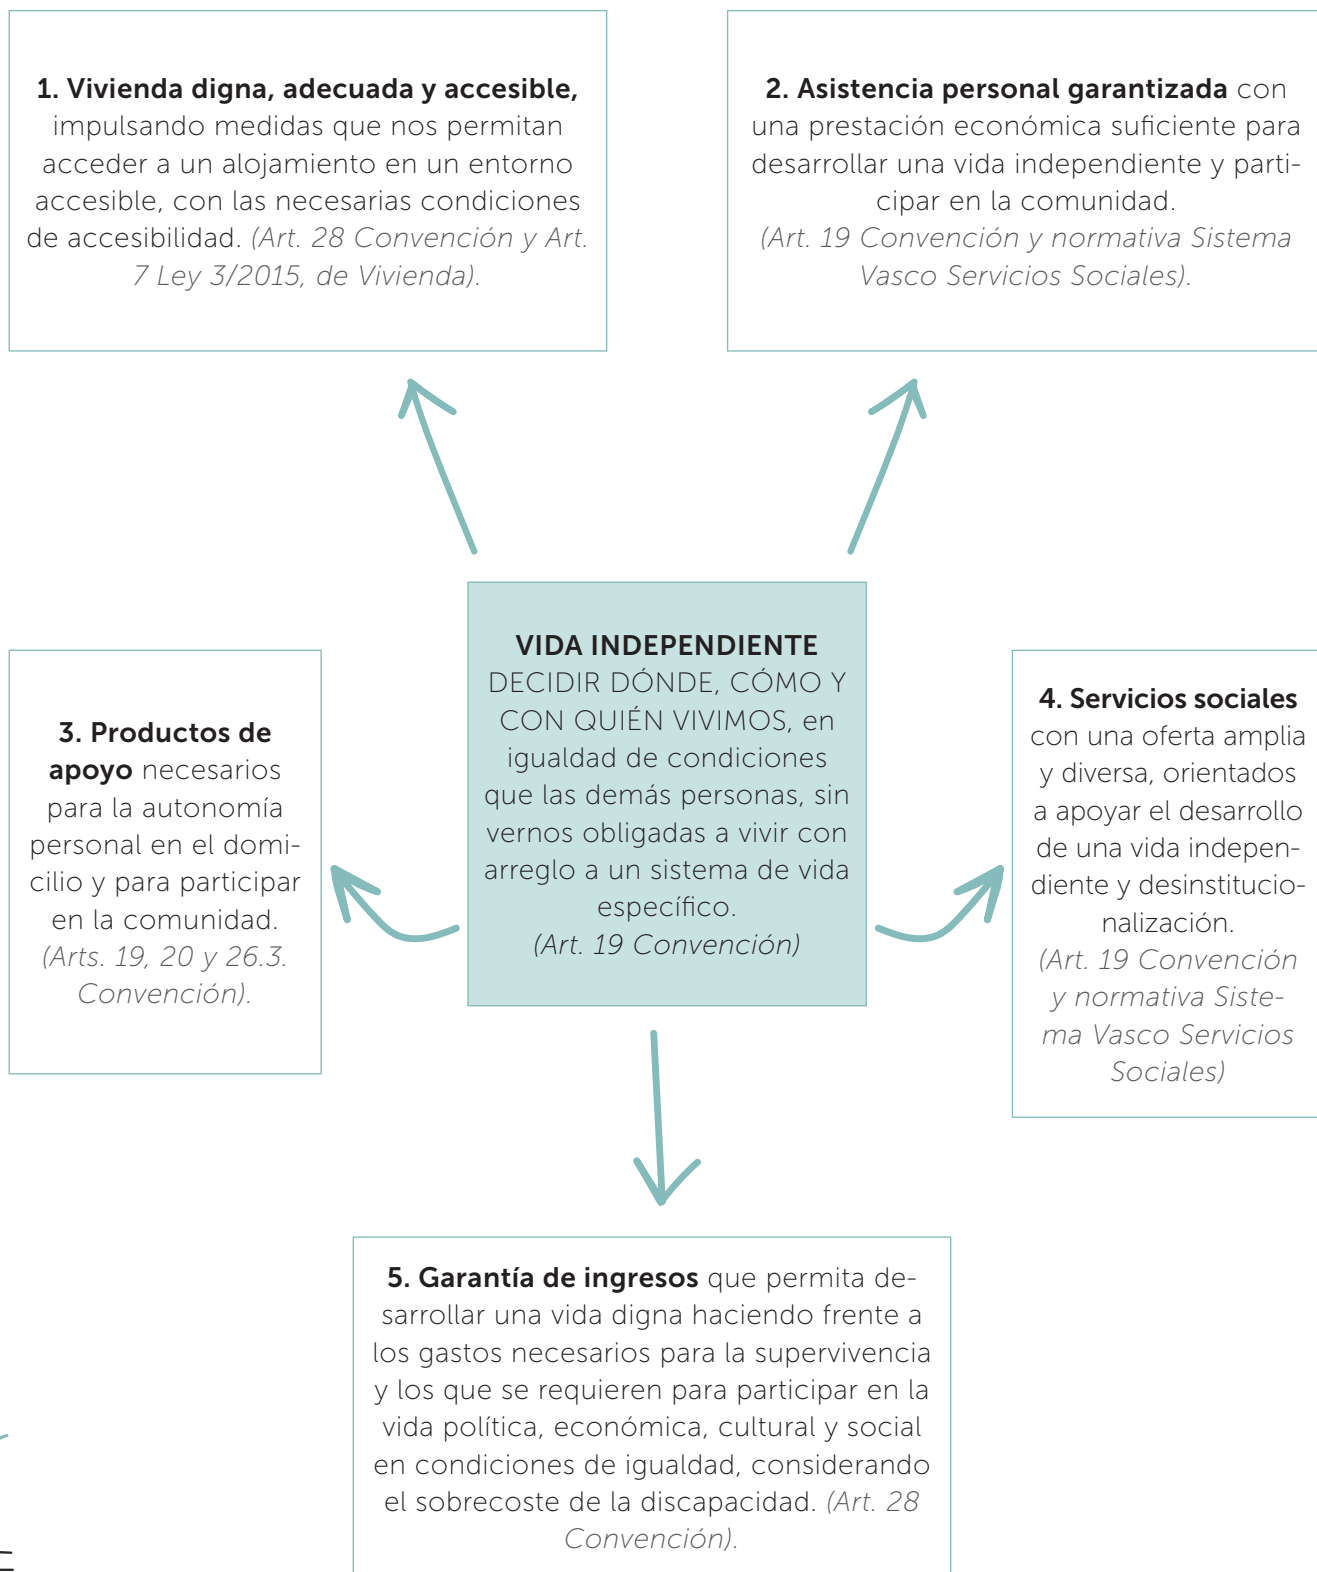 1. Vivienda digna, adecuada y accesible,
impulsando medidas que nos permitan
acceder a un alojamiento en un entorno
accesible, con las necesarias condiciones
de accesibilidad. (Art. 28 Convención y Art.
7 Ley 3/2015, de Vivienda).
2. Asistencia personal garantizada con
una prestación económica suficiente para
desarrollar una vida independiente y parti-
cipar en la comunidad.
(Art. 19 Convención y normativa Sistema
Vasco Servicios Sociales).
VIDA INDEPENDIENTE
DECIDIR DÓNDE, CÓMO Y
CON QUIÉN VIVIMOS, en
igualdad de condiciones
que las demás personas, sin
vernos obligadas a vivir con
arreglo a un sistema de vida
específico.
(Art. 19 Convención)
3. Productos de
apoyo necesarios
para la autonomía
personal en el domi-
cilio y para participar
en la comunidad.
(Arts. 19, 20 y 26.3.
Convención).
4. Servicios sociales
con una oferta amplia
y diversa, orientados
a apoyar el desarrollo
de una vida indepen-
diente y desinstitucio-
nalización.
(Art. 19 Convención
y normativa Siste-
ma Vasco Servicios
Sociales)
5. Garantía de ingresos que permita de-
sarrollar una vida digna haciendo frente a
los gastos necesarios para la supervivencia
y los que se requieren para participar en la
vida política, económica, cultural y social
en condiciones de igualdad, considerando
el sobrecoste de la discapacidad. (Art. 28
Convención).